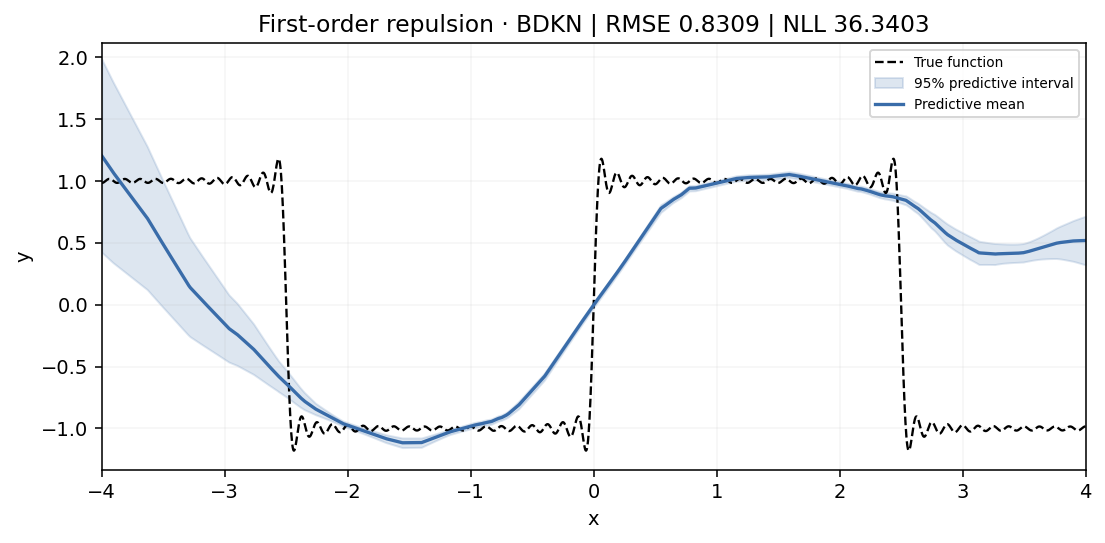 First-order repulsion · BDKN | RMSE 0.8309 | NLL 36.3403
True function
95% predictive interval
Predictive mean
y
2.0
1.5
1.0
0.5
0.0
−0.5
−1.0
−4 −3 −2 −1 0 1 2 3 4
x